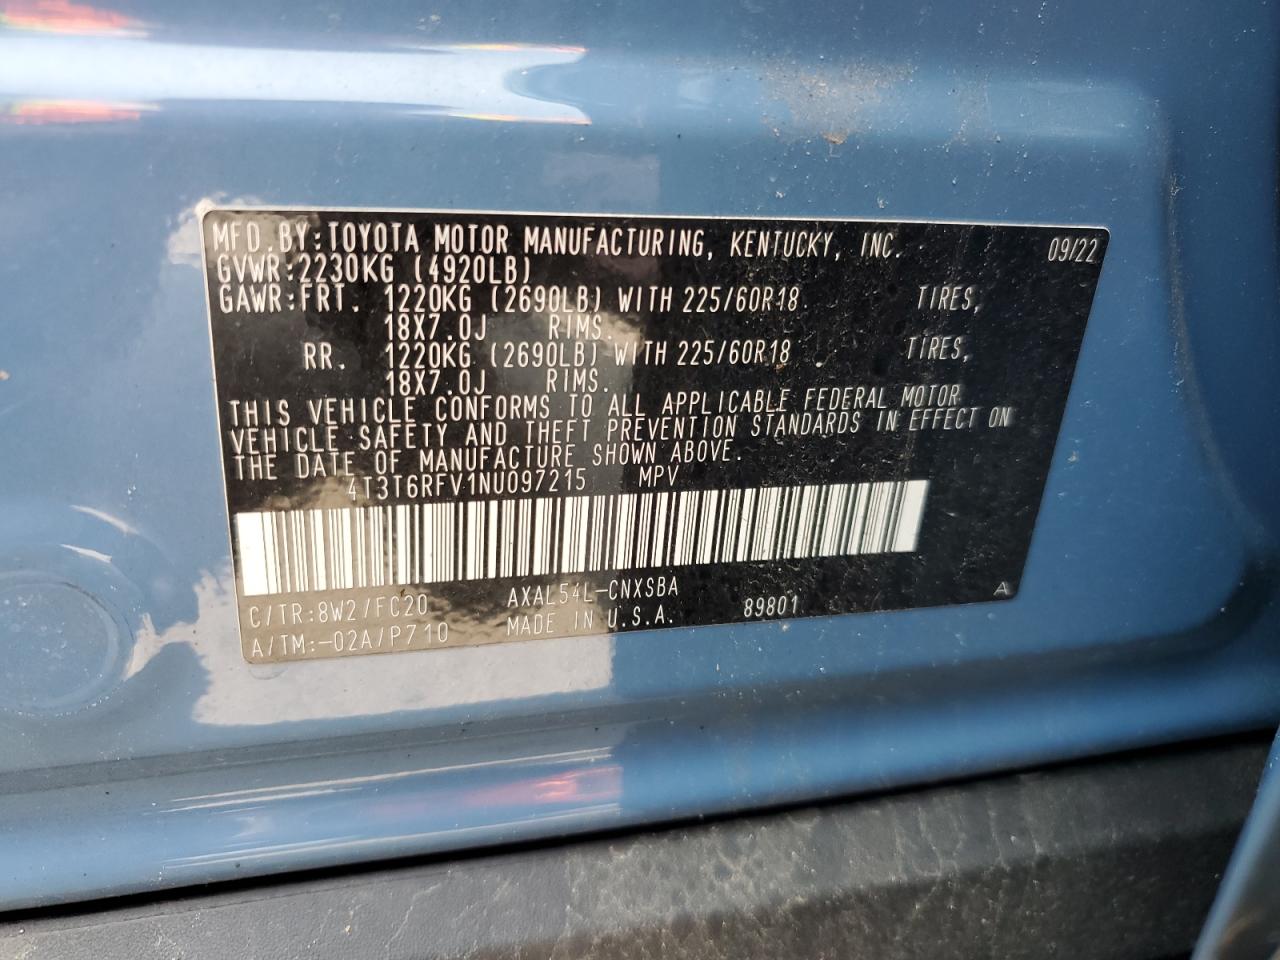 MFD.BY:TOYOTA MOTOR MANUFACTURING, KENTUCKY, INC. 09/22
GVWR:2230KG (4920LB)
GAWR:FRT. 1220KG (2690LB) WITH 225/60R18 TIRES,
18X7.0J RIMS.
RR. 1220KG (2690LB) WITH 225/60R18 TIRES,
18X7.0J RIMS.
THIS VEHICLE CONFORMS TO ALL APPLICABLE FEDERAL MOTOR
VEHICLE SAFETY AND THEFT PREVENTION STANDARDS IN EFFECT ON
THE DATE OF MANUFACTURE SHOWN ABOVE.
4T3T6RFV1NU097215 MPV
C/TR:8W2/FC20 AXAL54L-CNXSBA
A/TM:-02A/P710 MADE IN U.S.A. 89801 A